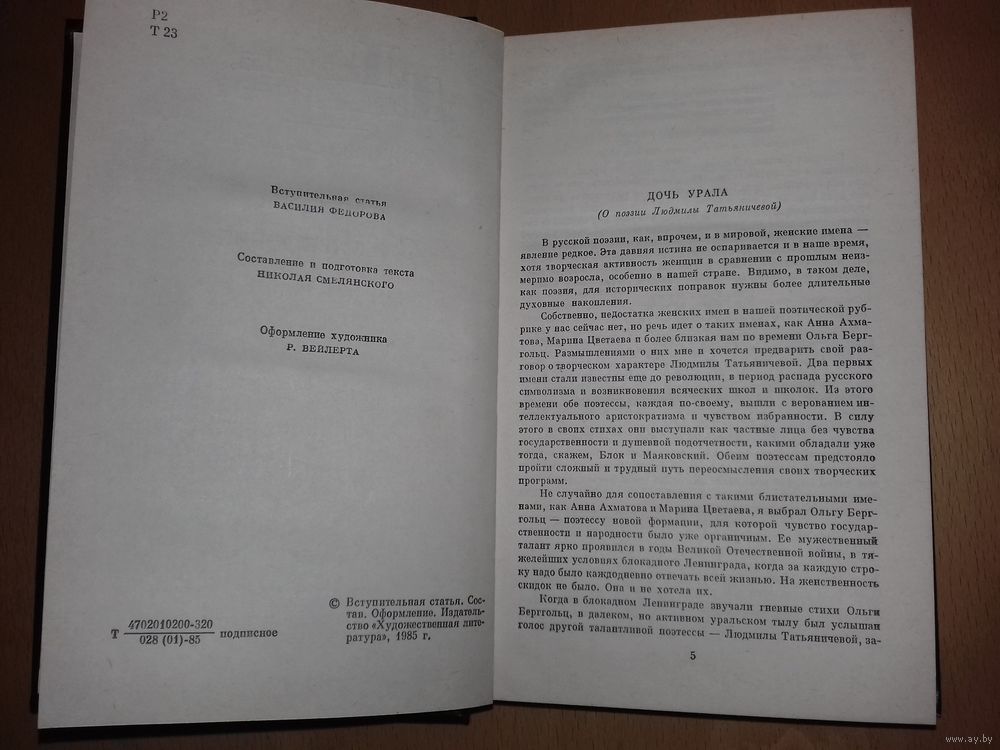 Р2
Т 23
Вступительная статья
ВАСИЛИЯ ФЕДОРОВА
Составление и подготовка текста
НИКОЛАЯ СМЕЛЯНСКОГО
Оформление художника
Р. ВЕЙЛЕРТА
Т 4702010200-320
028 (01)-85 подписное
© Вступительная статья. Сос-
тав. Оформление. Издатель-
ство «Художественная лите-
ратура», 1985 г.
ДОЧЬ УРАЛА
(О поэзии Людмилы Татьяничевой)
В русской поэзии, как, впрочем, и в мировой, женские имена —
явление редкое. Эта давняя истина не оспаривается и в наше время,
хотя творческая активность женщин в сравнении с прошлым неиз-
меримо возросла, особенно в нашей стране. Видимо, в таком деле,
как поэзия, для исторических поправок нужны более длительные
духовные накопления.
Собственно, недостатка женских имен в нашей поэтической руб-
рике у нас сейчас нет, но речь идет о таких именах, как Анна Ахма-
това, Марина Цветаева и более близкая нам по времени Ольга Берг-
гольц. Размышлениями о них мне и хочется предварить свой раз-
говор о творческом характере Людмилы Татьяничевой. Два первых
имени стали известны еще до революции, в период распада русского
символизма и возникновения всяческих школ и школок. Из этого
времени обе поэтессы, каждая по-своему, вышли с верованием ин-
теллектуального аристократизма и чувством избранности. В силу
этого в своих стихах они выступали как частные лица без чувства
государственности и душевной подотчетности, какими обладали уже
тогда, скажем, Блок и Маяковский. Обеим поэтессам предстояло
пройти сложный и трудный путь переосмысления своих творческих
программ.
Не случайно для сопоставления с такими блистательными име-
нами, как Анна Ахматова и Марина Цветаева, я выбрал Ольгу Берг-
гольц — поэтессу новой формации, для которой чувство государ-
ственности и народности было уже органичным. Ее мужественный
талант ярко проявился в годы Великой Отечественной войны, в тя-
желейших условиях блокадного Ленинграда, когда за каждую стро-
ку надо было каждодневно отвечать всей жизнью. На женственность
скидок не было. Она и не хотела их.
Когда в блокадном Ленинграде звучали гневные стихи Ольги
Берггольц, в далеком, но активном уральском тылу был услышан
голос другой талантливой поэтессы — Людмилы Татьяничевой, за-
5
www.ay.by